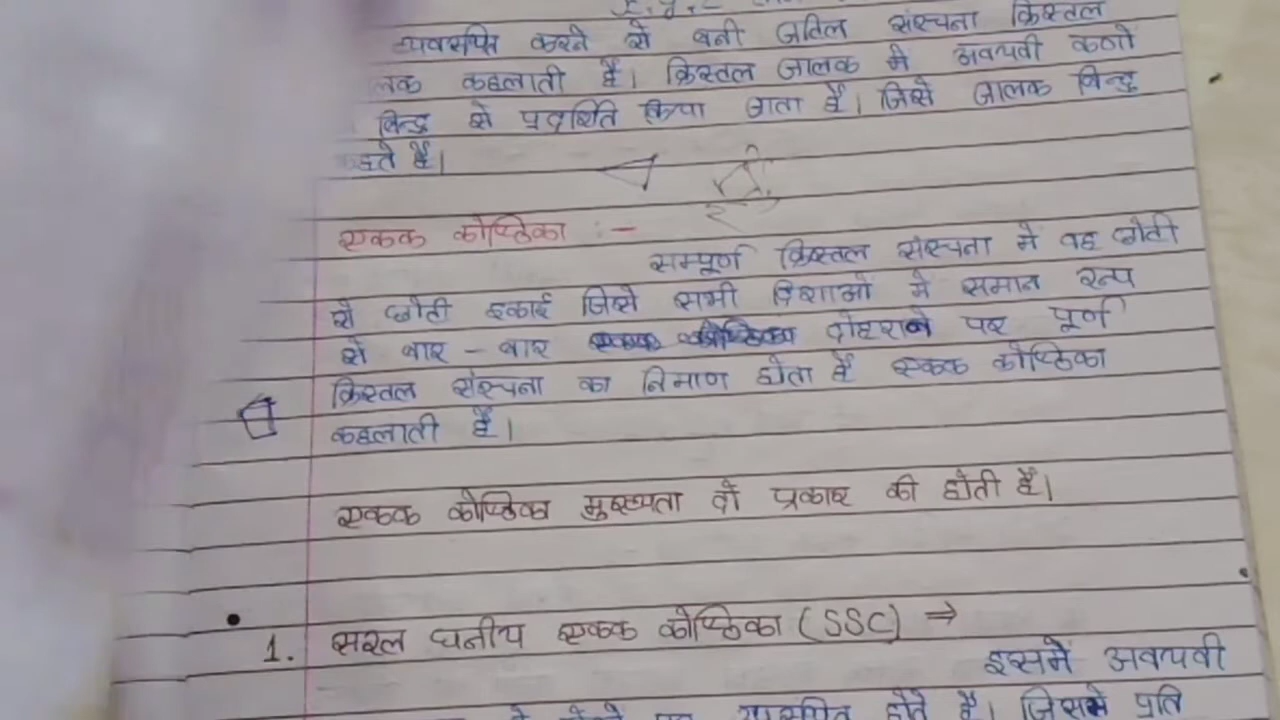 x, y, z
व्यवस्थित करने से बनी जटिल संरचना क्रिस्टल
कहलाती है। क्रिस्टल जालक मे अवयवी कणो
बिन्दु से प्रदर्शित किया जाता है। जिसे जालक बिन्दु
कहते है।
एकक कोष्ठिका :-
सम्पूर्ण क्रिस्टल संरचना मे वह छोटी
से छोटी इकाई जिसे सभी दिशाओ मे समान रूप
से बार - बार दोहराने पर पूर्ण
क्रिस्टल संरचना का निमाण होता है एकक कोष्ठिका
कहलाती है।
एकक कोष्ठिका मुख्यता दो प्रकार की होती है।
1. सरल घनीय एकक कोष्ठिका (SSC) ⇒
इसमे अवयवी
होते है। जिसमे प्रति